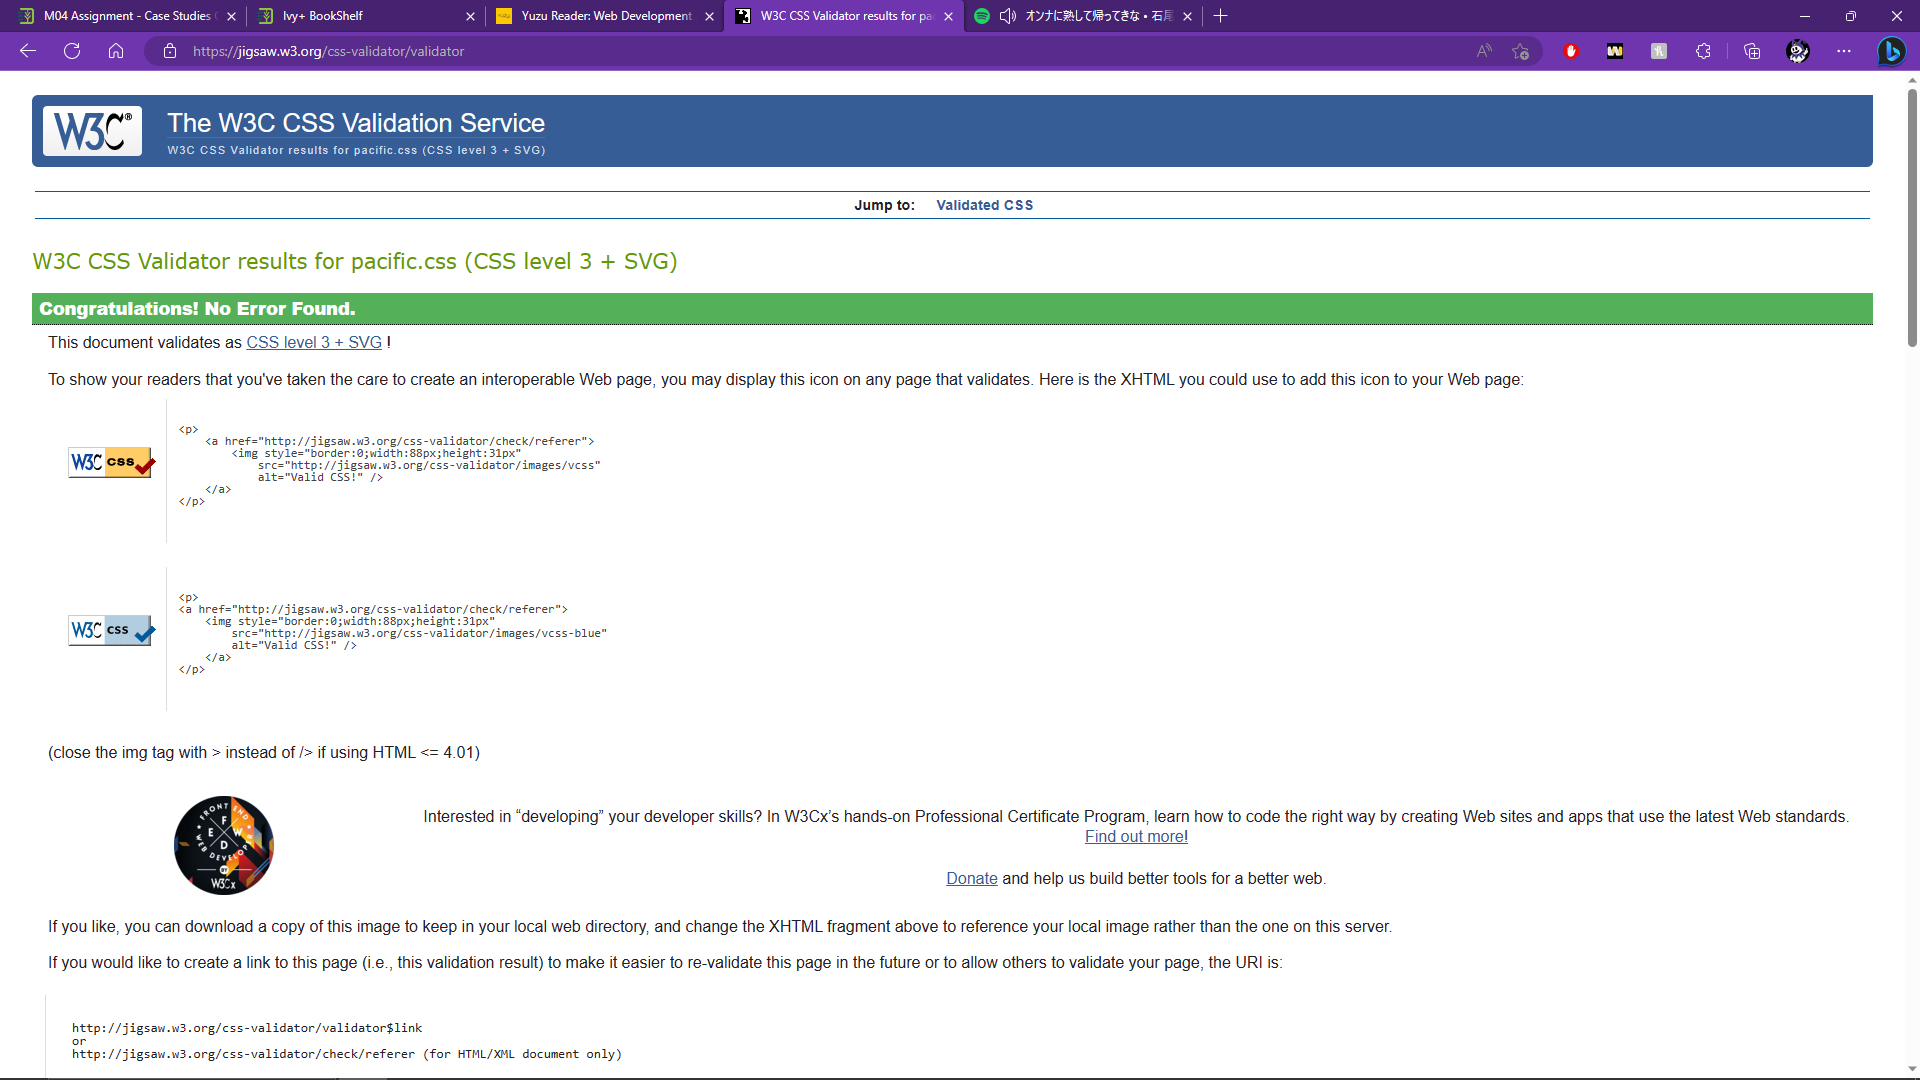 M04 Assignment - Case Studies
Ivy+ BookShelf
Yuzu Reader: Web Development
W3C CSS Validator results for pac
オンナに熟して帰ってきな • 石尾
https://jigsaw.w3.org/css-validator/validator
W3C®
The W3C CSS Validation Service
W3C CSS Validator results for pacific.css (CSS level 3 + SVG)
Jump to: Validated CSS
W3C CSS Validator results for pacific.css (CSS level 3 + SVG)
Congratulations! No Error Found.
This document validates as CSS level 3 + SVG !
To show your readers that you've taken the care to create an interoperable Web page, you may display this icon on any page that validates. Here is the XHTML you could use to add this icon to your Web page:
W3C css
<p>
<a href="http://jigsaw.w3.org/css-validator/check/referer">
<img style="border:0;width:88px;height:31px"
src="http://jigsaw.w3.org/css-validator/images/vcss"
alt="Valid CSS!" />
</a>
</p>
W3C css
<p>
<a href="http://jigsaw.w3.org/css-validator/check/referer">
<img style="border:0;width:88px;height:31px"
src="http://jigsaw.w3.org/css-validator/images/vcss-blue"
alt="Valid CSS!" />
</a>
</p>
(close the img tag with > instead of /> if using HTML <= 4.01)
FRONT END
F
E W
D
WEB DEVELOPER
BY
W3Cx
Interested in “developing” your developer skills? In W3Cx’s hands-on Professional Certificate Program, learn how to code the right way by creating Web sites and apps that use the latest Web standards.
Find out more!
Donate and help us build better tools for a better web.
If you like, you can download a copy of this image to keep in your local web directory, and change the XHTML fragment above to reference your local image rather than the one on this server.
If you would like to create a link to this page (i.e., this validation result) to make it easier to re-validate this page in the future or to allow others to validate your page, the URI is:
http://jigsaw.w3.org/css-validator/validator$link
or
http://jigsaw.w3.org/css-validator/check/referer (for HTML/XML document only)